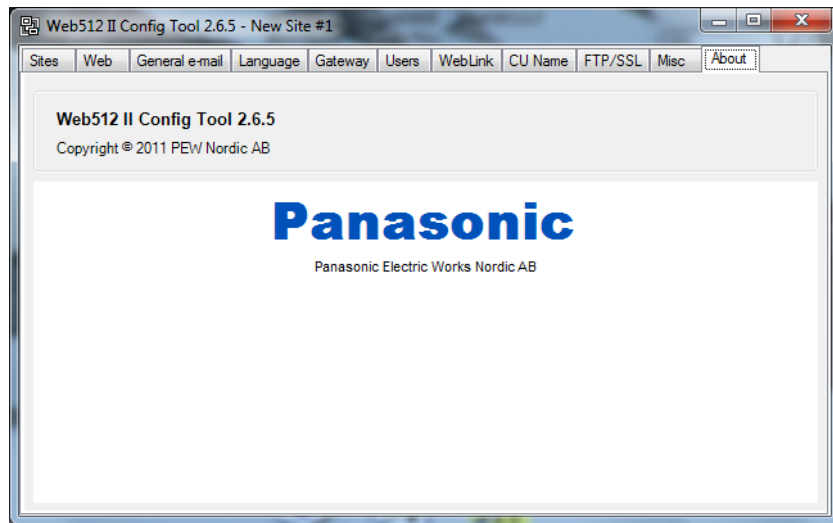 Web512 II Config Tool 2.6.5 - New Site #1
Sites Web General e-mail Language Gateway Users WebLink CU Name FTP/SSL Misc About
Web512 II Config Tool 2.6.5
Copyright © 2011 PEW Nordic AB
Panasonic
Panasonic Electric Works Nordic AB